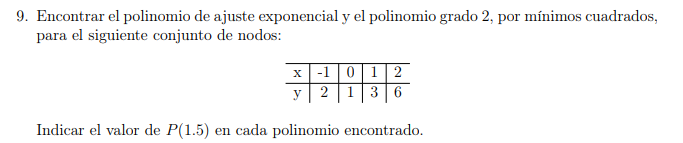 9. Encontrar el polinomio de ajuste exponencial y el polinomio grado 2, por mínimos cuadrados,
para el siguiente conjunto de nodos:
x -1 0 1 2
y 2 1 3 6
Indicar el valor de P(1.5) en cada polinomio encontrado.